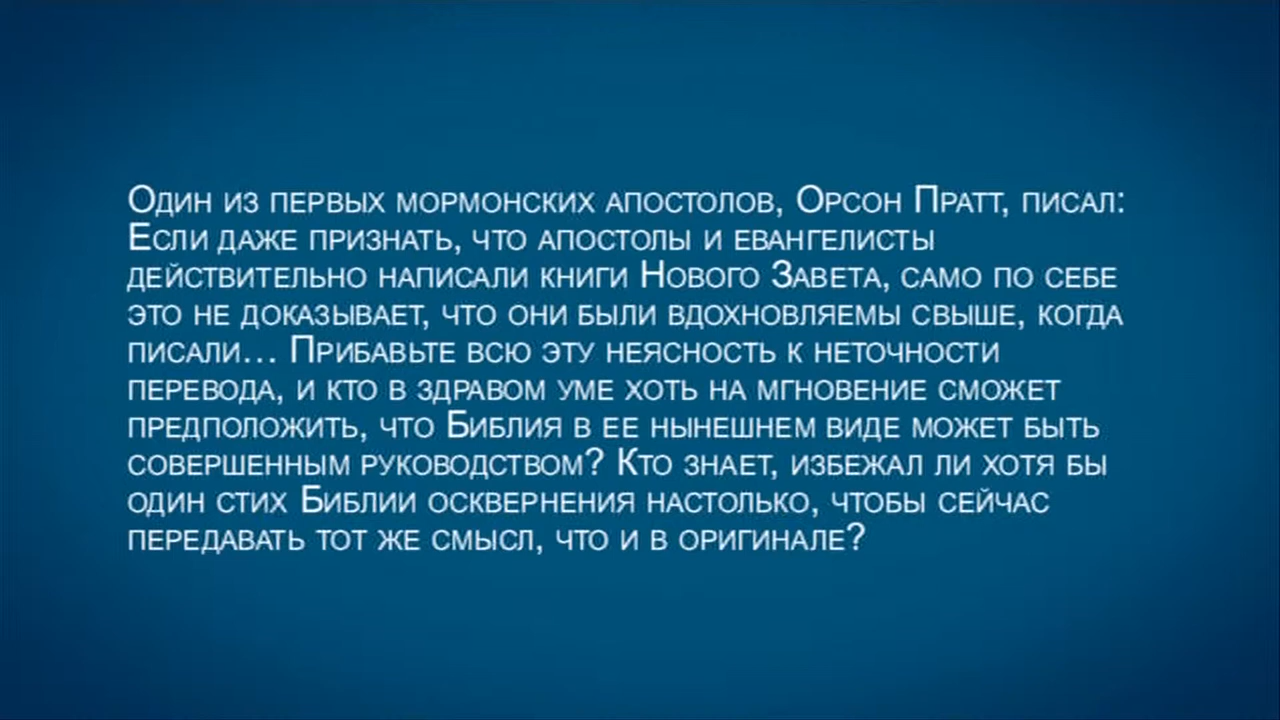 Один из первых мормонских апостолов, Орсон Пратт, писал:
Если даже признать, что апостолы и евангелисты
действительно написали книги Нового Завета, само по себе
это не доказывает, что они были вдохновляемы свыше, когда
писали... Прибавьте всю эту неясность к неточности
перевода, и кто в здравом уме хоть на мгновение сможет
предположить, что Библия в ее нынешнем виде может быть
совершенным руководством? Кто знает, избежал ли хотя бы
один стих Библии осквернения настолько, чтобы сейчас
передавать тот же смысл, что и в оригинале?